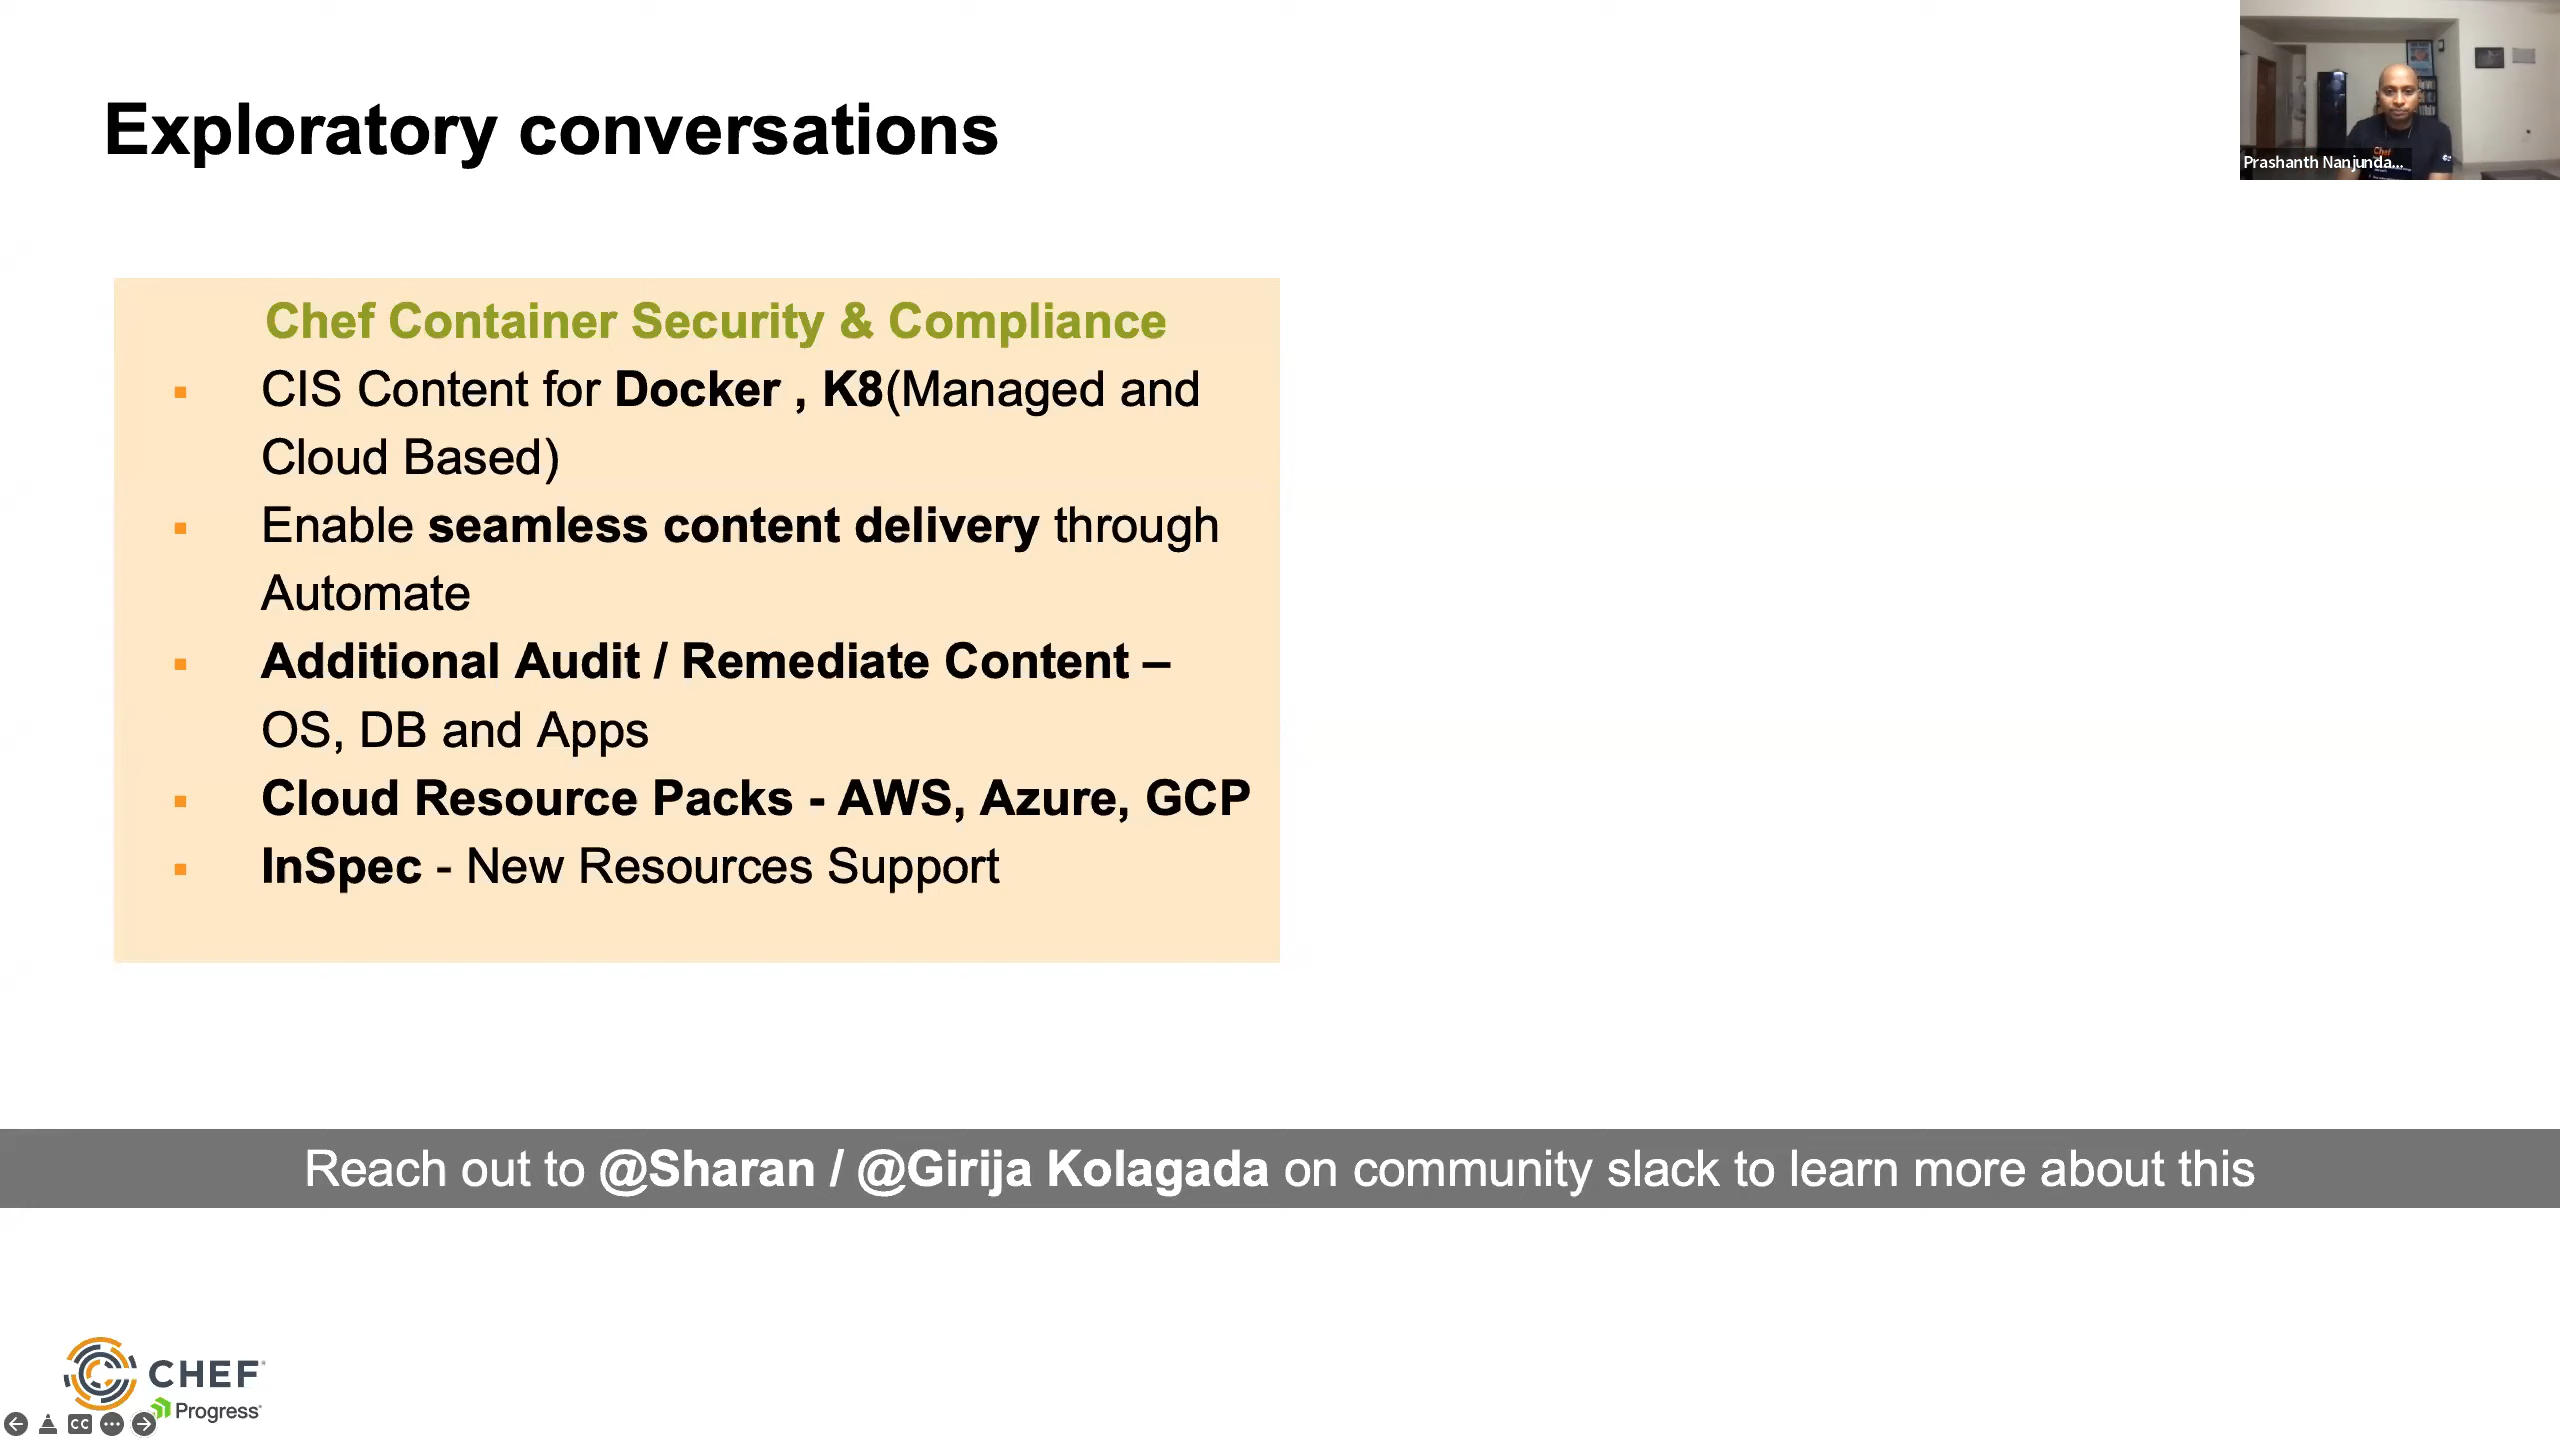 Exploratory conversations
Prashanth Nanjunda...
Chef Container Security & Compliance
CIS Content for Docker , K8(Managed and
Cloud Based)
Enable seamless content delivery through
Automate
Additional Audit / Remediate Content –
OS, DB and Apps
Cloud Resource Packs - AWS, Azure, GCP
InSpec - New Resources Support
Reach out to @Sharan / @Girija Kolagada on community slack to learn more about this
CHEF
Progress®
CC